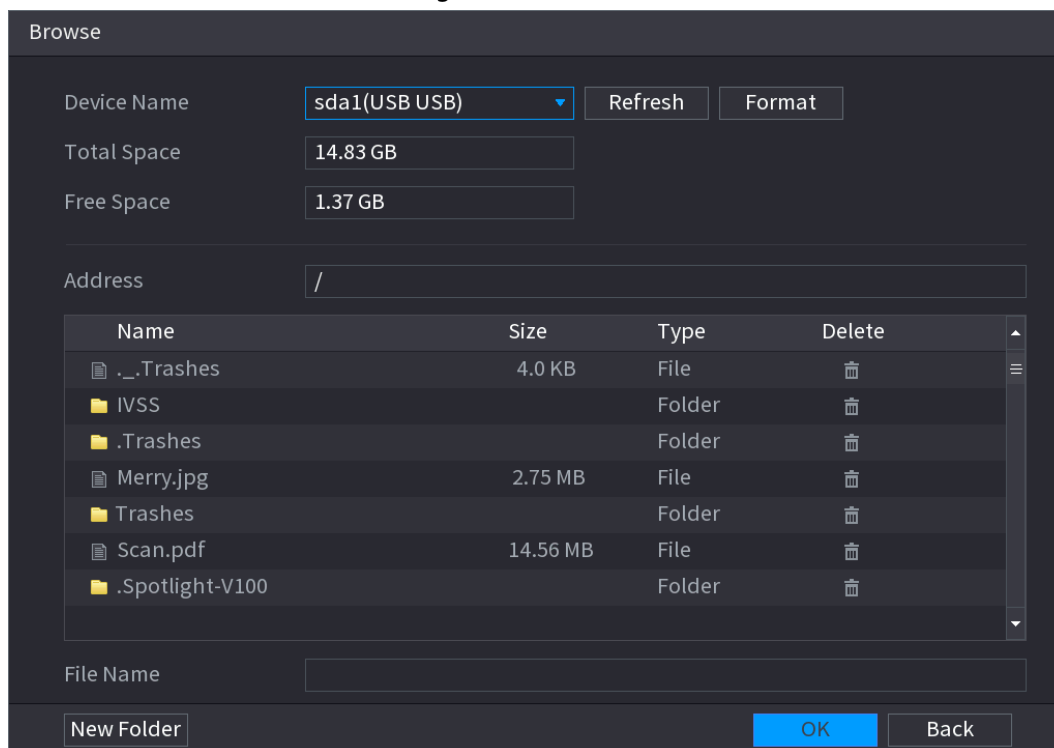 Browse
Device Name sda1(USB USB) Refresh Format
Total Space 14.83 GB
Free Space 1.37 GB
Address /
Name Size Type Delete
._.Trashes 4.0 KB File
IVSS Folder
.Trashes Folder
Merry.jpg 2.75 MB File
Trashes Folder
Scan.pdf 14.56 MB File
.Spotlight-V100 Folder
File Name
New Folder OK Back